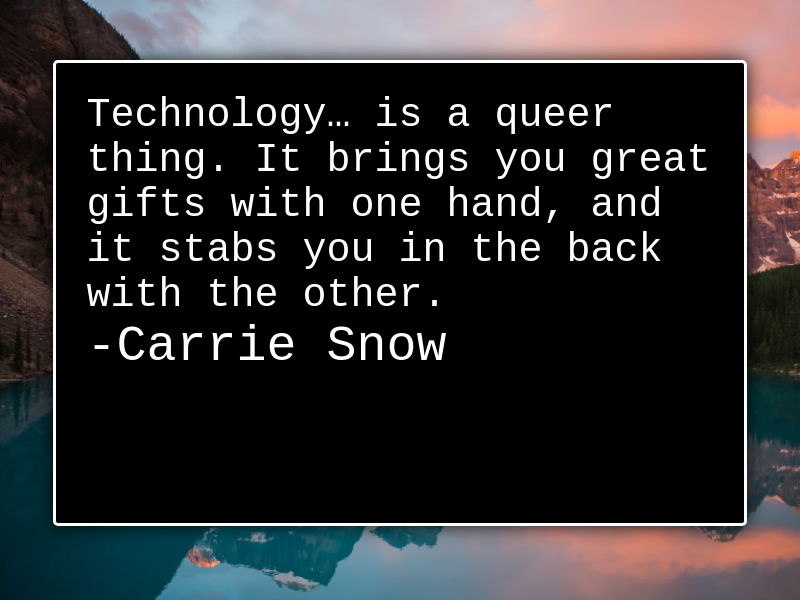 Technology… is a queer
thing. It brings you great
gifts with one hand, and
it stabs you in the back
with the other.
-Carrie Snow